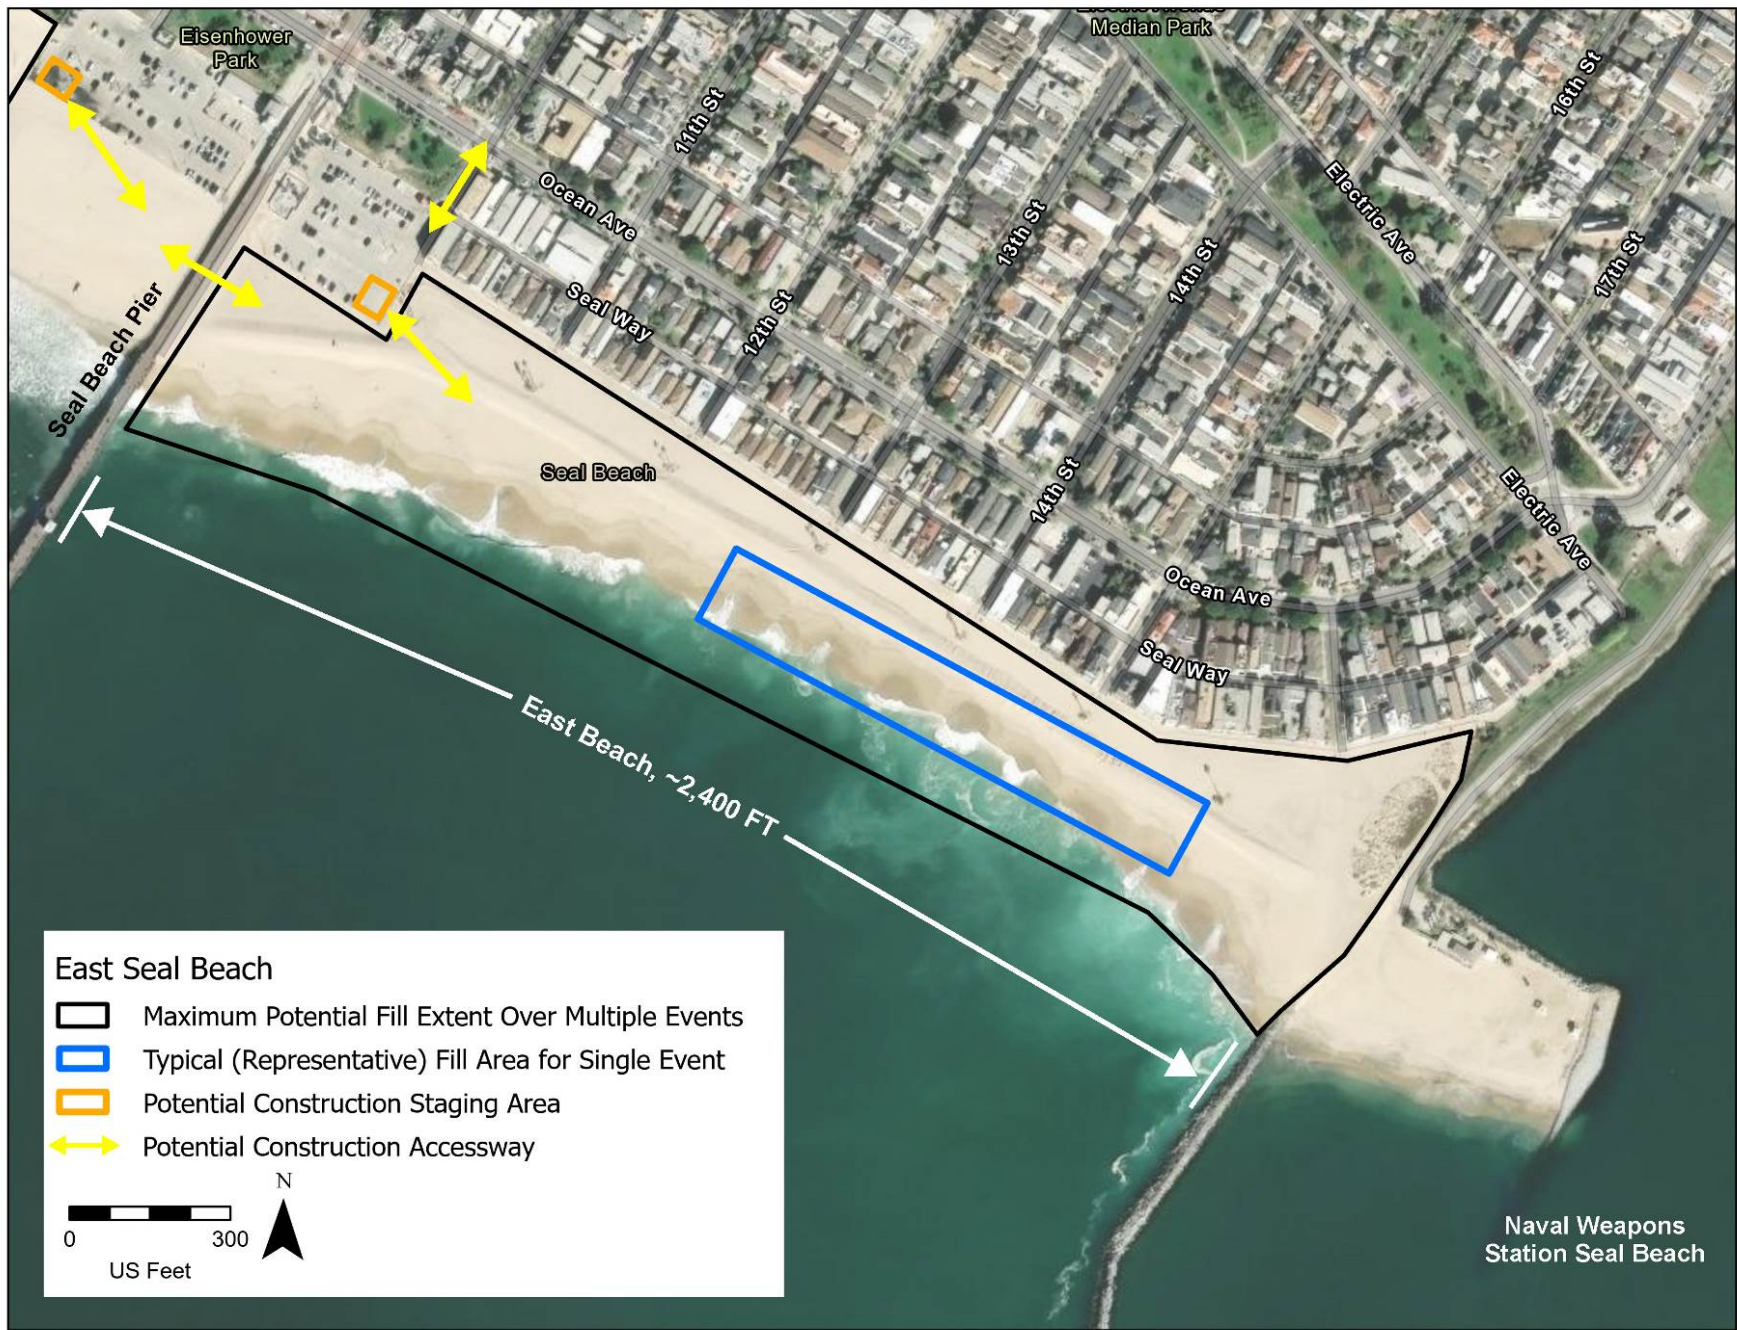 Eisenhower
Park
Median Park
16th St
11th St
Electric Ave
Ocean Ave
13th St
14th St
17th St
Seal Way
12th St
Seal Beach Pier
Seal Beach
14th St
Electric Ave
Ocean Ave
Seal Way
East Beach, ~2,400 FT
East Seal Beach
Maximum Potential Fill Extent Over Multiple Events
Typical (Representative) Fill Area for Single Event
Potential Construction Staging Area
Potential Construction Accessway
N
0 300
US Feet
Naval Weapons
Station Seal Beach